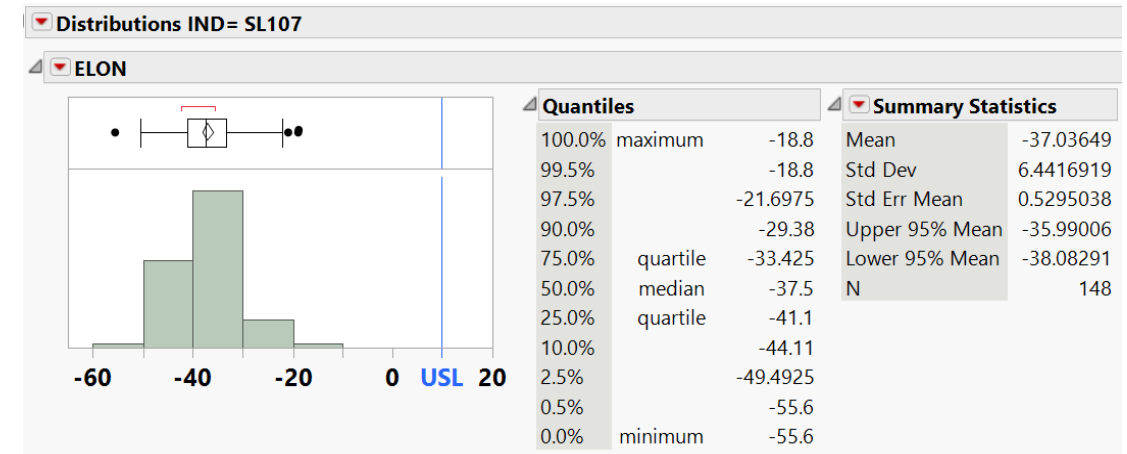 Distributions IND= SL107
ELON
-60 -40 -20 0 USL 20
Quantiles
100.0% maximum -18.8
99.5% -18.8
97.5% -21.6975
90.0% -29.38
75.0% quartile -33.425
50.0% median -37.5
25.0% quartile -41.1
10.0% -44.11
2.5% -49.4925
0.5% -55.6
0.0% minimum -55.6
Summary Statistics
Mean -37.03649
Std Dev 6.4416919
Std Err Mean 0.5295038
Upper 95% Mean -35.99006
Lower 95% Mean -38.08291
N 148